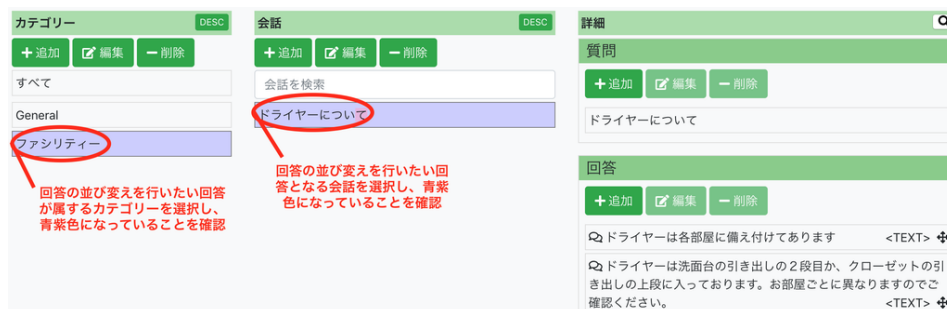 カテゴリー
DESC
+ 追加
編集
− 削除
すべて
General
ファシリティー
回答の並び変えを行いたい回答
が属するカテゴリーを選択し、
青紫色になっていることを確認
会話
DESC
+ 追加
編集
− 削除
会話を検索
ドライヤーについて
回答の並び変えを行いたい回
答となる会話を選択し、青紫
色になっていることを確認
詳細
質問
+ 追加
編集
− 削除
ドライヤーについて
回答
+ 追加
編集
− 削除
ドライヤーは各部屋に備え付けてあります <TEXT>
ドライヤーは洗面台の引き出しの２段目か、クローゼットの引
き出しの上段に入っております。お部屋ごとに異なりますのでご
確認ください。 <TEXT>